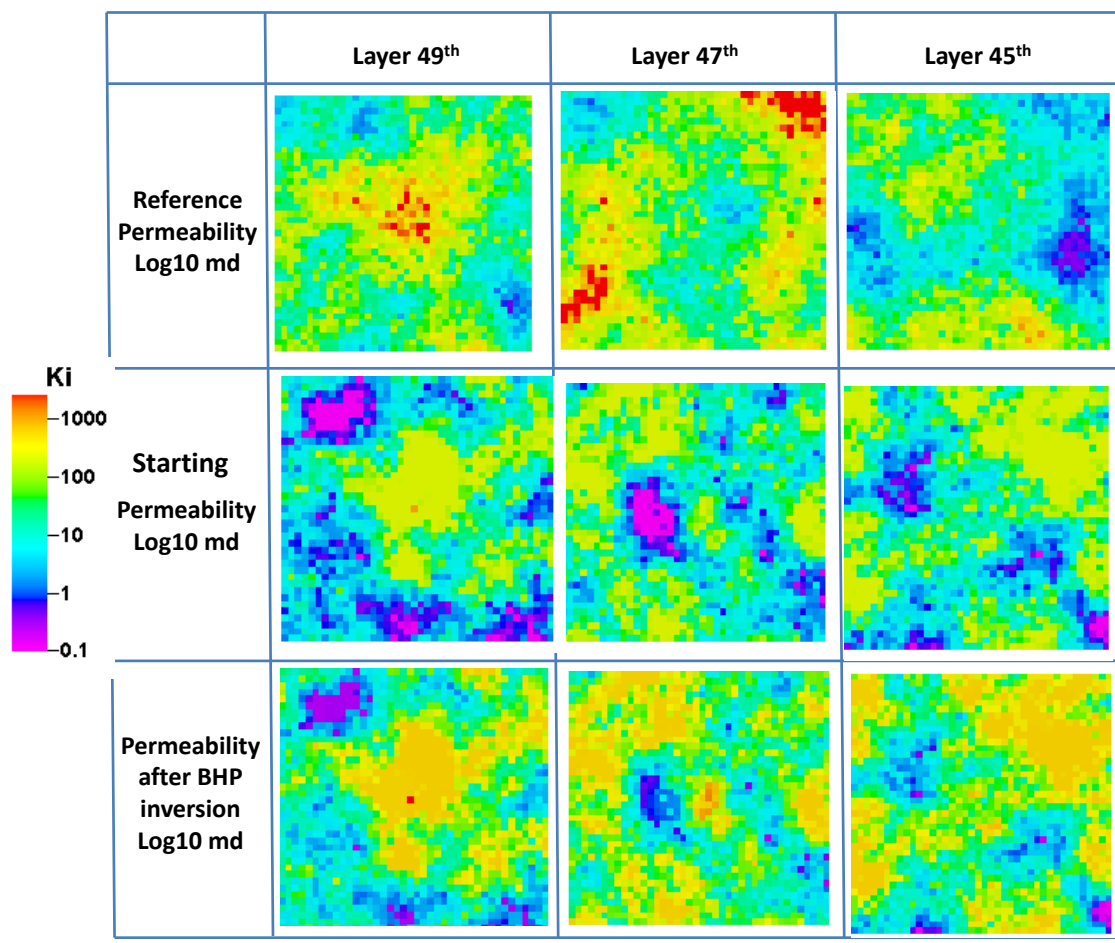 Layer 49th
Layer 47th
Layer 45th
Reference
Permeability
Log10 md
Ki
1000
100
10
1
0.1
Starting
Permeability
Log10 md
Permeability
after BHP
inversion
Log10 md